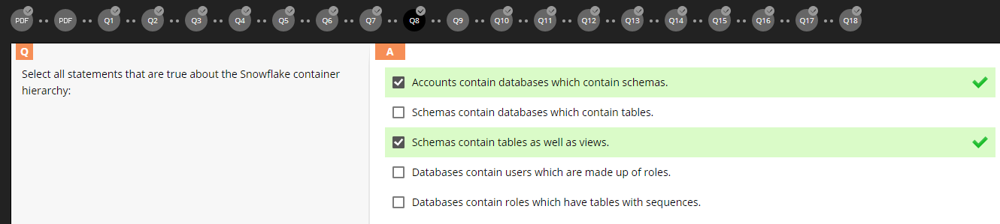 PDF PDF Q1 Q2 Q3 Q4 Q5 Q6 Q7 Q8 Q9 Q10 Q11 Q12 Q13 Q14 Q15 Q16 Q17 Q18
Q
Select all statements that are true about the Snowflake container
hierarchy:
A
Accounts contain databases which contain schemas.
Schemas contain databases which contain tables.
Schemas contain tables as well as views.
Databases contain users which are made up of roles.
Databases contain roles which have tables with sequences.